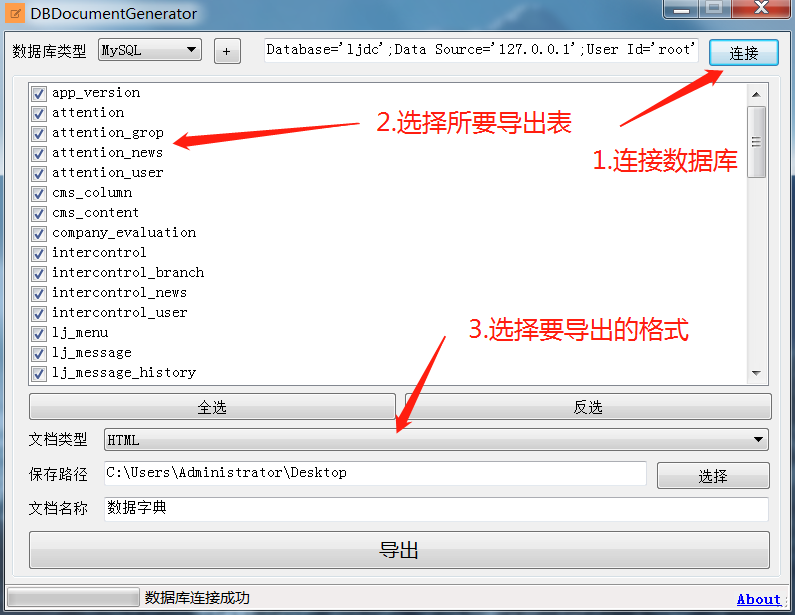 DBDocumentGenerator
数据库类型 MySQL + Database='ljdc';Data Source='127.0.0.1';User Id='root' 连接
app_version
attention
attention_grop
attention_news
attention_user
cms_column
cms_content
company_evaluation
intercontrol
intercontrol_branch
intercontrol_news
intercontrol_user
lj_menu
lj_message
lj_message_history
2.选择所要导出表
1.连接数据库
3.选择要导出的格式
全选 反选
文档类型 HTML
保存路径 C:\Users\Administrator\Desktop 选择
文档名称 数据字典
导出
数据库连接成功 About